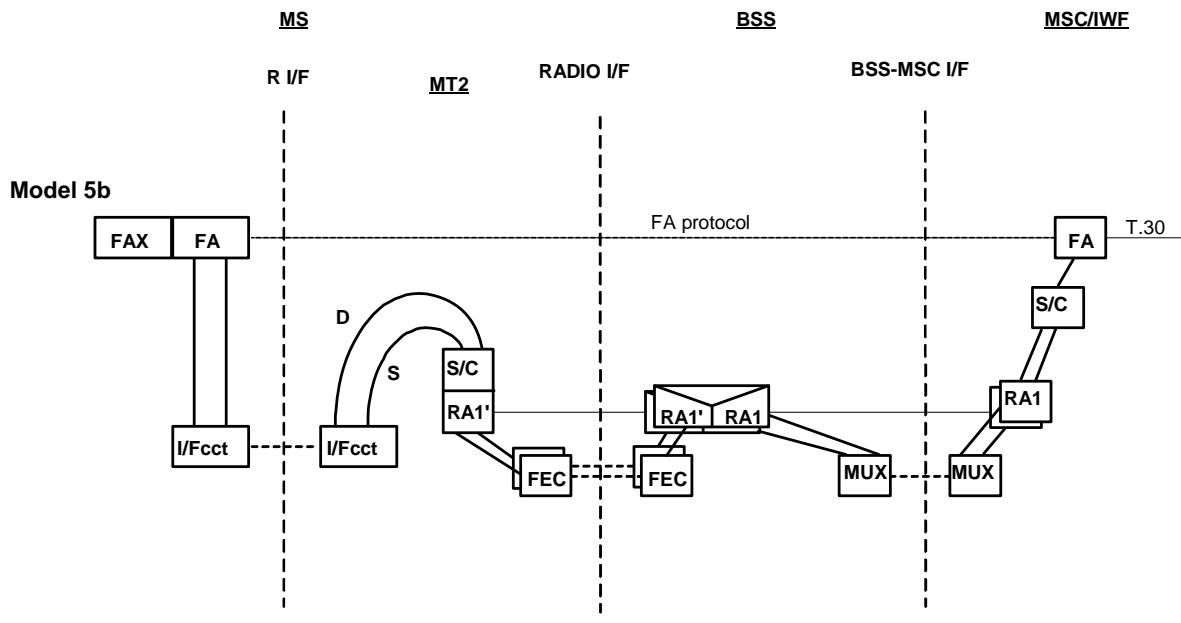 MS
BSS
MSC/IWF
R I/F
MT2
RADIO I/F
BSS-MSC I/F
Model 5b
FAX
FA
FA protocol
FA
T.30
S/C
D
S
S/C
RA1'
RA1'
RA1
RA1
I/Fcct
I/Fcct
FEC
FEC
MUX
MUX